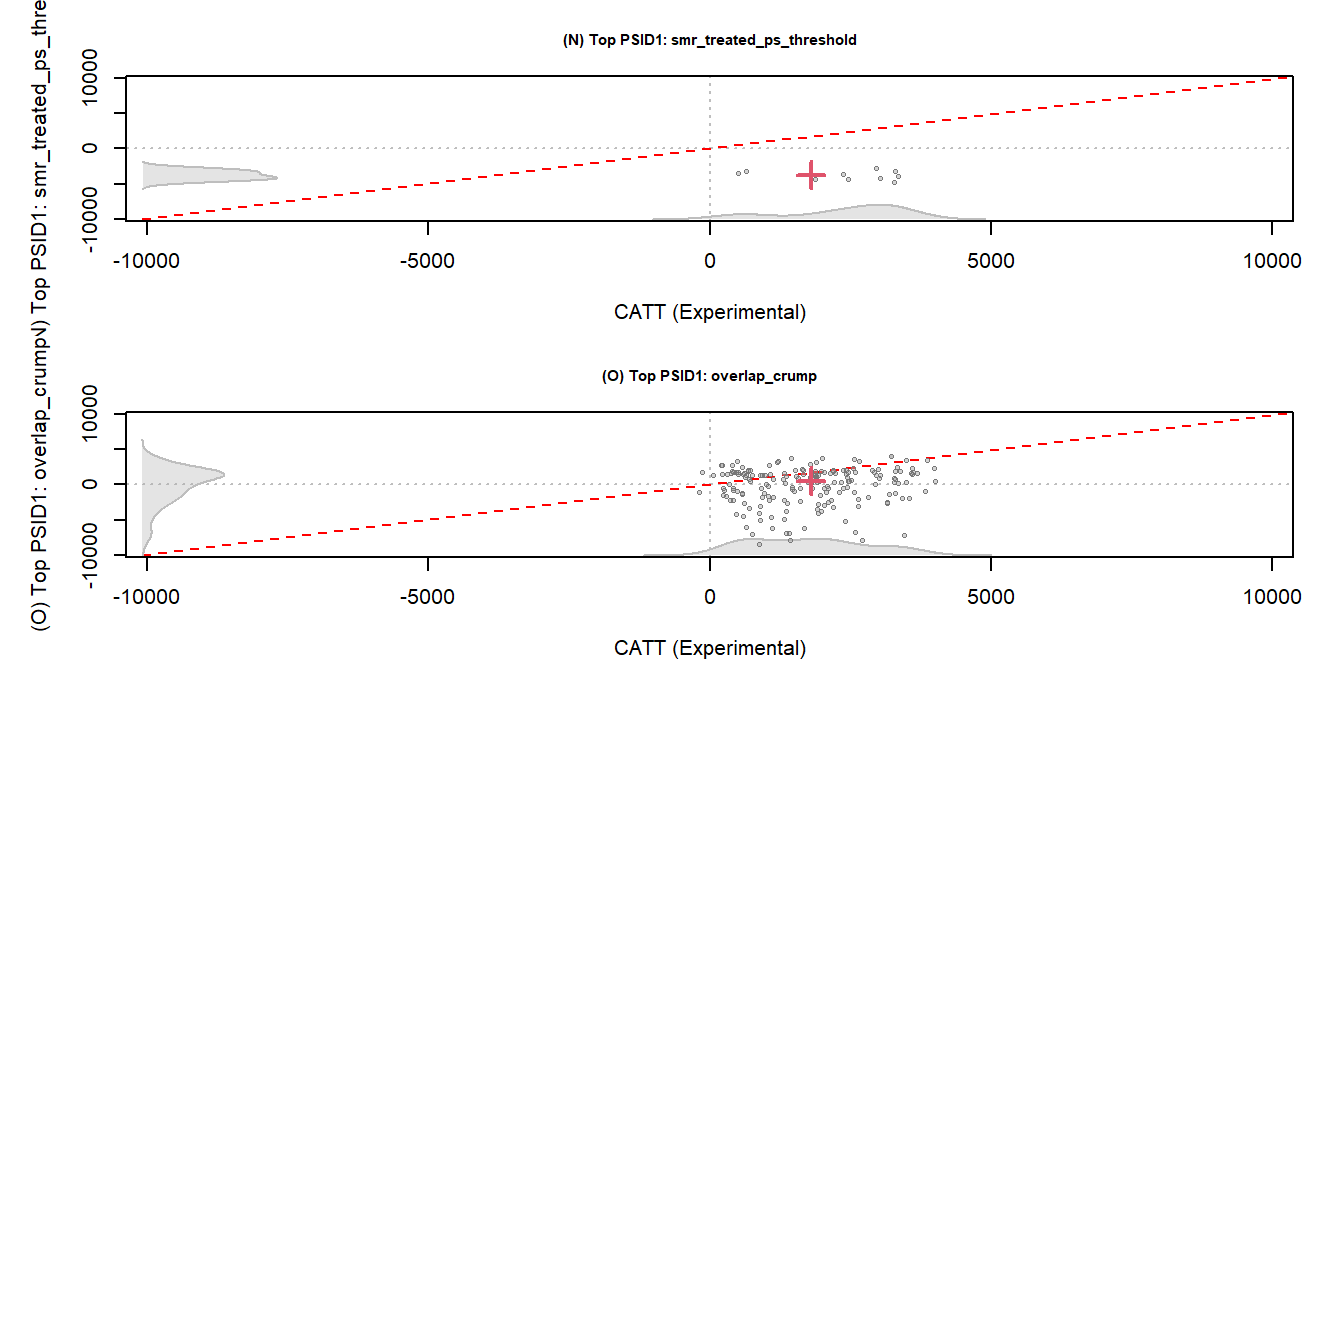 (N) Top PSID1: smr_treated_ps_threshold
N) Top PSID1: smr_treated_ps_thre
10000
0
-10000
-10000
-5000
0
5000
10000
CATT (Experimental)
(O) Top PSID1: overlap_crump
(O) Top PSID1: overlap_crump
10000
0
-10000
-10000
-5000
0
5000
10000
CATT (Experimental)